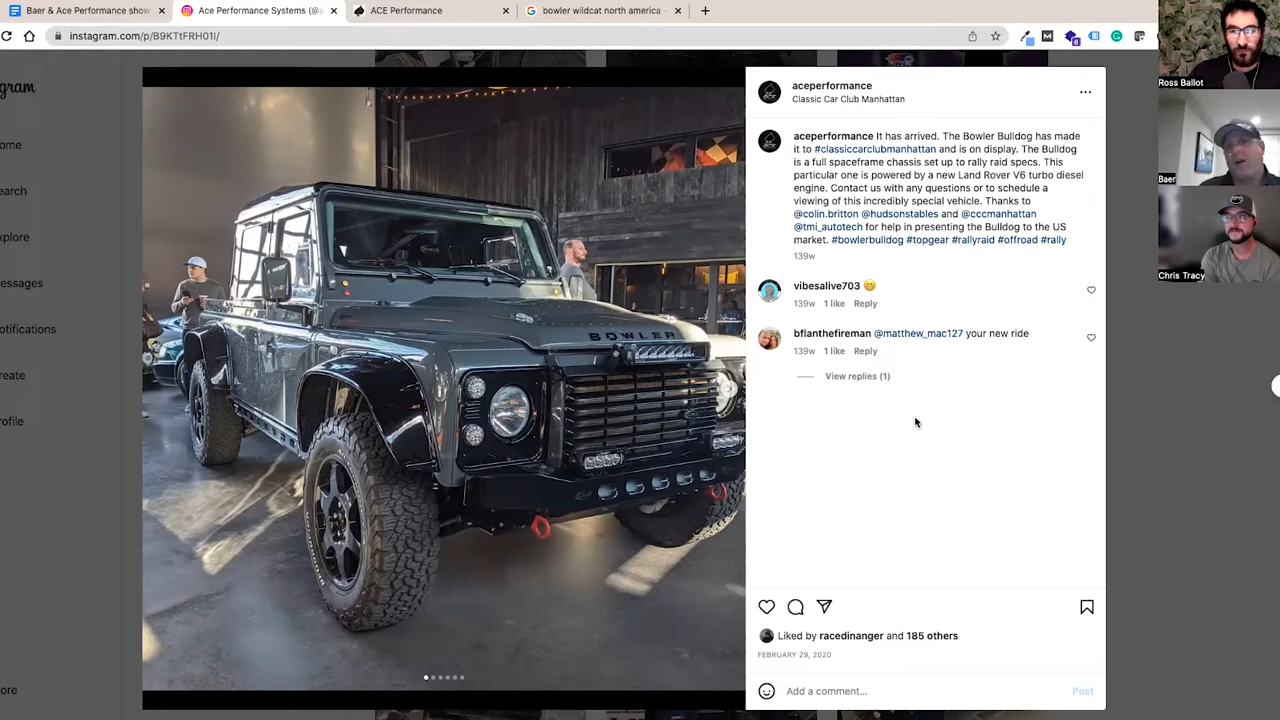 Baer & Ace Performance show
Ace Performance Systems (@a
ACE Performance
bowler wildcat north america -
instagram.com/p/B9KTtFRH01I/
gram
ome
earch
xplore
essages
otifications
reate
rofile
ore
BOWLER
aceperformance
Classic Car Club Manhattan
aceperformance It has arrived. The Bowler Bulldog has made
it to #classiccarclubmanhattan and is on display. The Bulldog
is a full spaceframe chassis set up to rally raid specs. This
particular one is powered by a new Land Rover V6 turbo diesel
engine. Contact us with any questions or to schedule a
viewing of this incredibly special vehicle. Thanks to
@colin.britton @hudsonstables and @cccmanhattan
@tmi_autotech for help in presenting the Bulldog to the US
market. #bowlerbulldog #topgear #rallyraid #offroad #rally
139w
vibesalive703 😁
139w 1 like Reply
bflanthefireman @matthew_mac127 your new ride
139w 1 like Reply
View replies (1)
Liked by racedinanger and 185 others
FEBRUARY 29, 2020
Add a comment...
Post
Ross Ballot
Baer
Chris Tracy